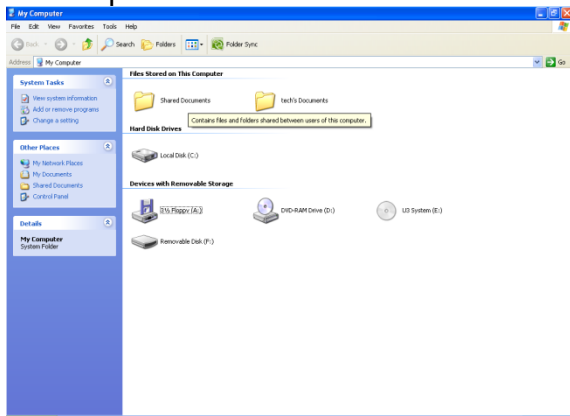 My Computer
File Edit View Favorites Tools Help
Back Search Folders Folder Sync
Address My Computer Go
System Tasks
View system information
Add or remove programs
Change a setting
Other Places
My Network Places
My Documents
Shared Documents
Control Panel
Details
My Computer
System Folder
Files Stored on This Computer
Shared Documents tech's Documents
Contains files and folders shared between users of this computer.
Hard Disk Drives
Local Disk (C:)
Devices with Removable Storage
3½ Floppy (A:) DVD-RAM Drive (D:) U3 System (E:)
Removable Disk (F:)